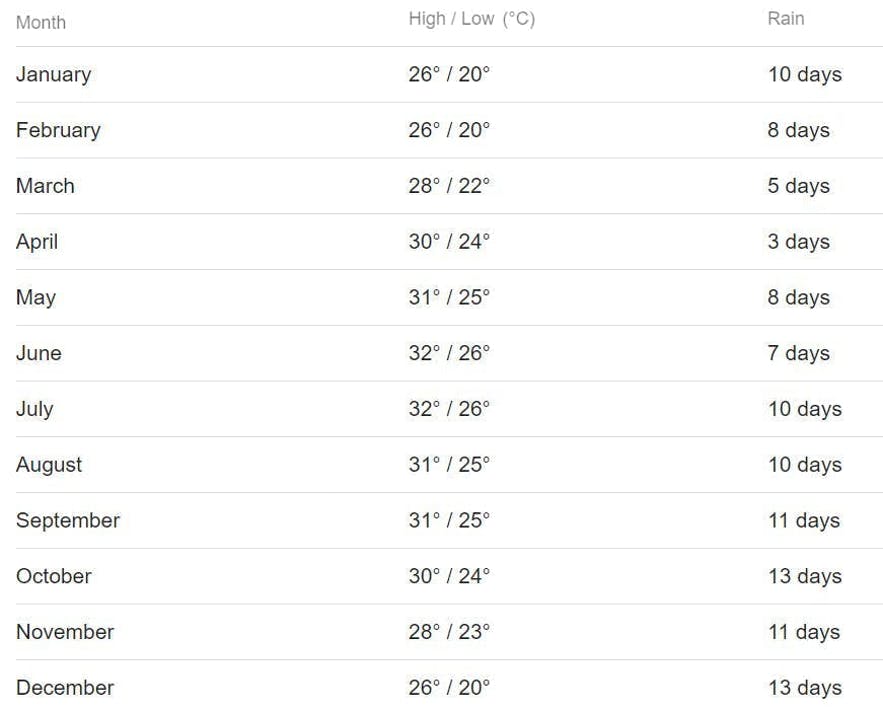 Month High / Low (°C) Rain
January 26° / 20° 10 days
February 26° / 20° 8 days
March 28° / 22° 5 days
April 30° / 24° 3 days
May 31° / 25° 8 days
June 32° / 26° 7 days
July 32° / 26° 10 days
August 31° / 25° 10 days
September 31° / 25° 11 days
October 30° / 24° 13 days
November 28° / 23° 11 days
December 26° / 20° 13 days